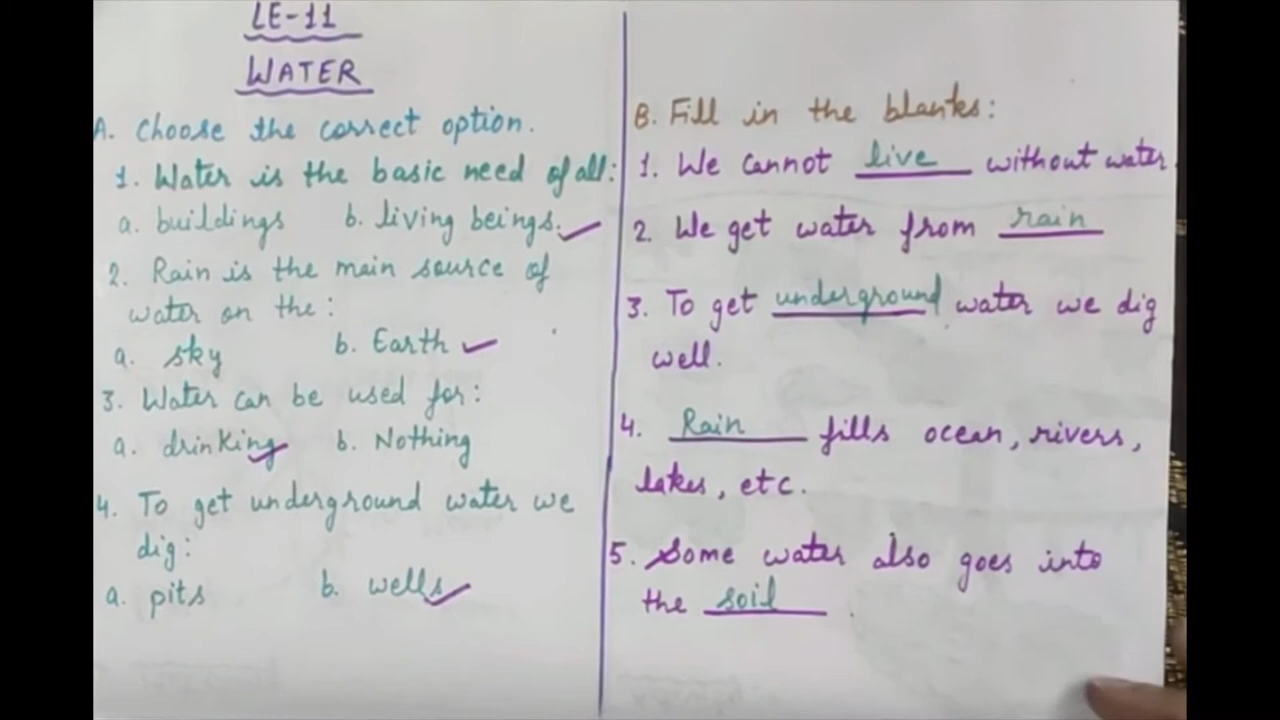 LE-11
WATER
A. Choose the correct option.
1. Water is the basic need of all:
a. buildings b. living beings.
2. Rain is the main source of
water on the:
a. sky b. Earth
3. Water can be used for:
a. drinking b. Nothing
4. To get underground water we
dig:
a. pits b. wells
B. Fill in the blanks:
1. We cannot live without water.
2. We get water from rain
3. To get underground water we dig
well.
4. Rain fills ocean, rivers,
lakes, etc.
5. Some water also goes into
the soil.